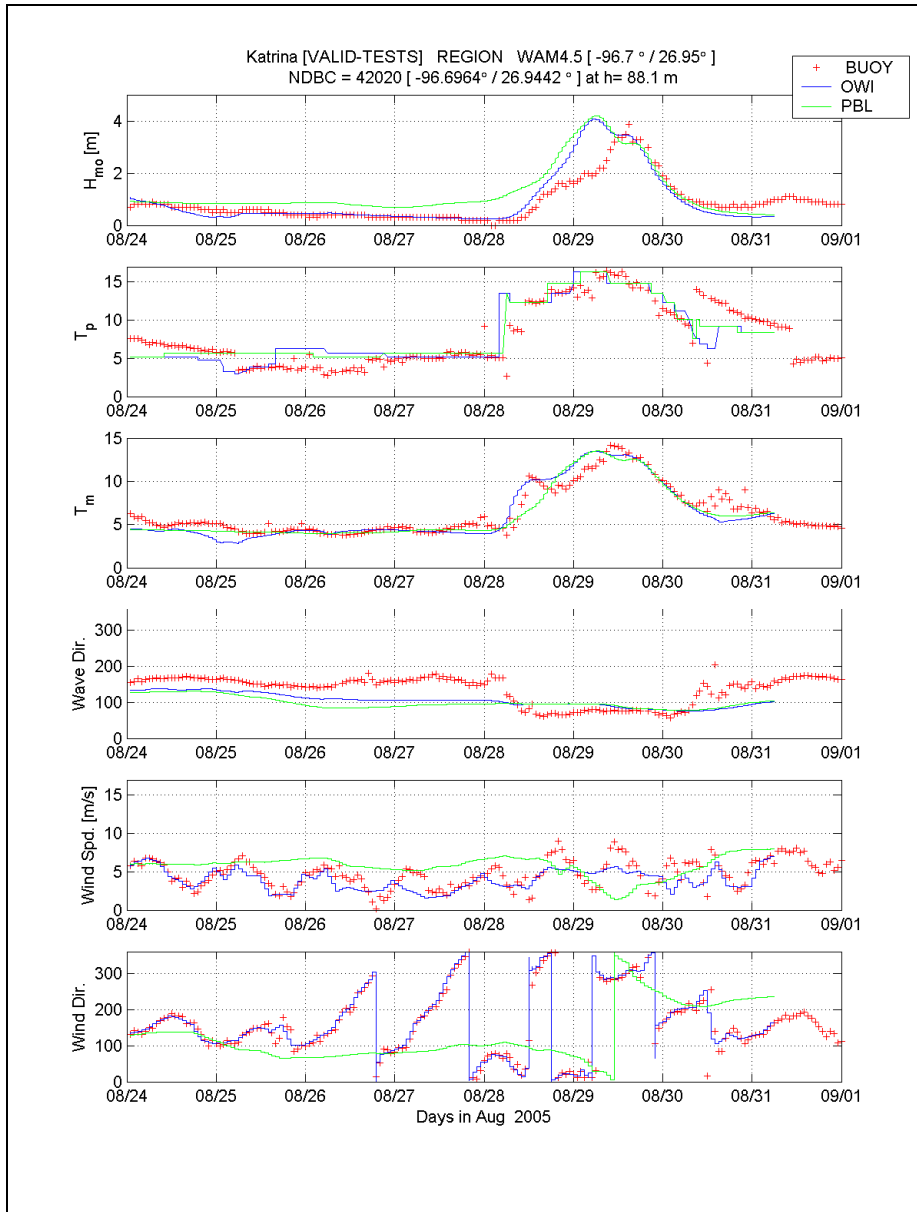 Katrina [VALID-TESTS] REGION WAM4.5 [ -96.7 ° / 26.95° ]
NDBC = 42020 [ -96.6964° / 26.9442 ° ] at h= 88.1 m
BUOY
OWI
PBL
H_mo [m]
4
2
0
08/24 08/25 08/26 08/27 08/28 08/29 08/30 08/31 09/01
T_p
15
10
5
0
08/24 08/25 08/26 08/27 08/28 08/29 08/30 08/31 09/01
T_m
15
10
5
0
08/24 08/25 08/26 08/27 08/28 08/29 08/30 08/31 09/01
Wave Dir.
300
200
100
0
08/24 08/25 08/26 08/27 08/28 08/29 08/30 08/31 09/01
Wind Spd. [m/s]
15
10
5
0
08/24 08/25 08/26 08/27 08/28 08/29 08/30 08/31 09/01
Wind Dir.
300
200
100
0
08/24 08/25 08/26 08/27 08/28 08/29 08/30 08/31 09/01
Days in Aug 2005